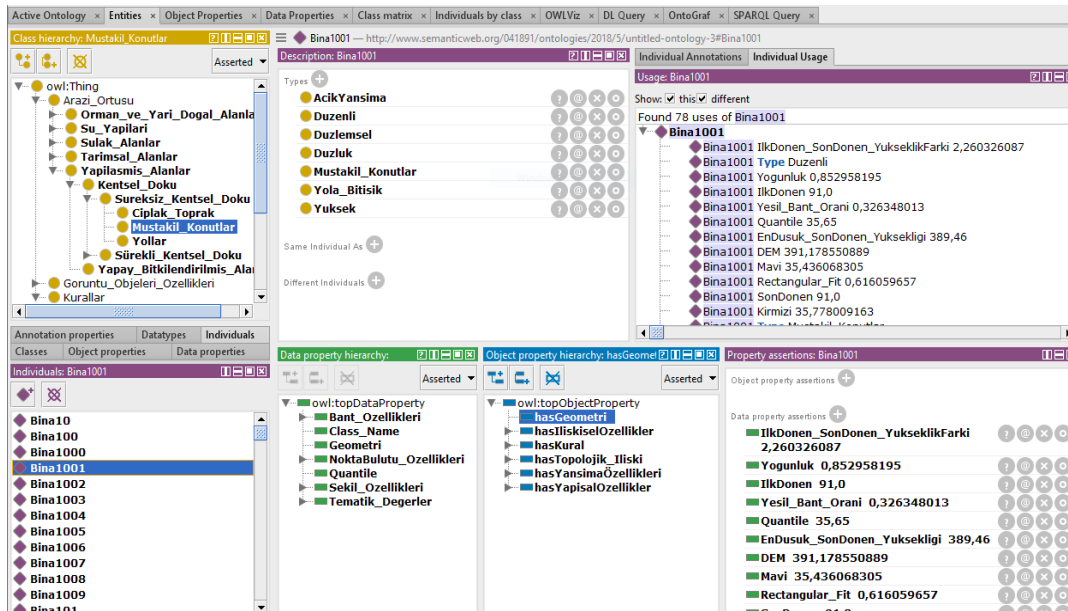 Active Ontology × Entities × Object Properties × Data Properties × Class matrix × Individuals by class × OWLViz × DL Query × OntoGraf × SPARQL Query ×
Class hierarchy: Mustakil_Konutlar
Asserted
owl:Thing
Arazi_Ortusu
Orman_ve_Yari_Dogal_Alanla
Su_Yapilari
Sulak_Alanlar
Tarimsal_Alanlar
Yapilasmis_Alanlar
Kentsel_Doku
Sureksiz_Kentsel_Doku
Ciplak_Toprak
Mustakil_Konutlar
Yollar
Sürekli_Kentsel_Doku
Yapay_Bitkilendirilmis_Ala
Goruntu_Objeleri_Ozellikleri
Kurallar
Bina1001 — http://www.semanticweb.org/041891/ontologies/2018/5/untitled-ontology-3#Bina1001
Description: Bina1001
Types
AcikYansima
Duzenli
Duzlemsel
Duzluk
Mustakil_Konutlar
Yola_Bitisik
Yuksek
Same Individual As
Different Individuals
Individual Annotations Individual Usage
Usage: Bina1001
Show: this different
Found 78 uses of Bina1001
Bina1001
Bina1001 IlkDonen_SonDonen_YukseklikFarki 2,260326087
Bina1001 Type Duzenli
Bina1001 Yogunluk 0,852958195
Bina1001 IlkDonen 91,0
Bina1001 Yesil_Bant_Orani 0,326348013
Bina1001 Quantile 35,65
Bina1001 EnDusuk_SonDonen_Yuksekligi 389,46
Bina1001 DEM 391,178550889
Bina1001 Mavi 35,436068305
Bina1001 Rectangular_Fit 0,616059657
Bina1001 SonDonen 91,0
Bina1001 Kirmizi 35,778009163
Bina1001 Type Mustakil_Konutlar
Annotation properties Datatypes Individuals
Classes Object properties Data properties
Individuals: Bina1001
Bina10
Bina100
Bina1000
Bina1001
Bina1002
Bina1003
Bina1004
Bina1005
Bina1006
Bina1007
Bina1008
Bina1009
Bina101
Data property hierarchy:
Asserted
owl:topDataProperty
Bant_Ozellikleri
Class_Name
Geometri
NoktaBulutu_Ozellikleri
Quantile
Sekil_Ozellikleri
Tematik_Degerler
Object property hierarchy: hasGeomet
Asserted
owl:topObjectProperty
hasGeometri
hasIliskiselOzellikler
hasKural
hasTopolojik_Iliski
hasYansimaÖzellikleri
hasYapisalOzellikler
Property assertions: Bina1001
Object property assertions
Data property assertions
IlkDonen_SonDonen_YukseklikFarki
2,260326087
Yogunluk 0,852958195
IlkDonen 91,0
Yesil_Bant_Orani 0,326348013
Quantile 35,65
EnDusuk_SonDonen_Yuksekligi 389,46
DEM 391,178550889
Mavi 35,436068305
Rectangular_Fit 0,616059657